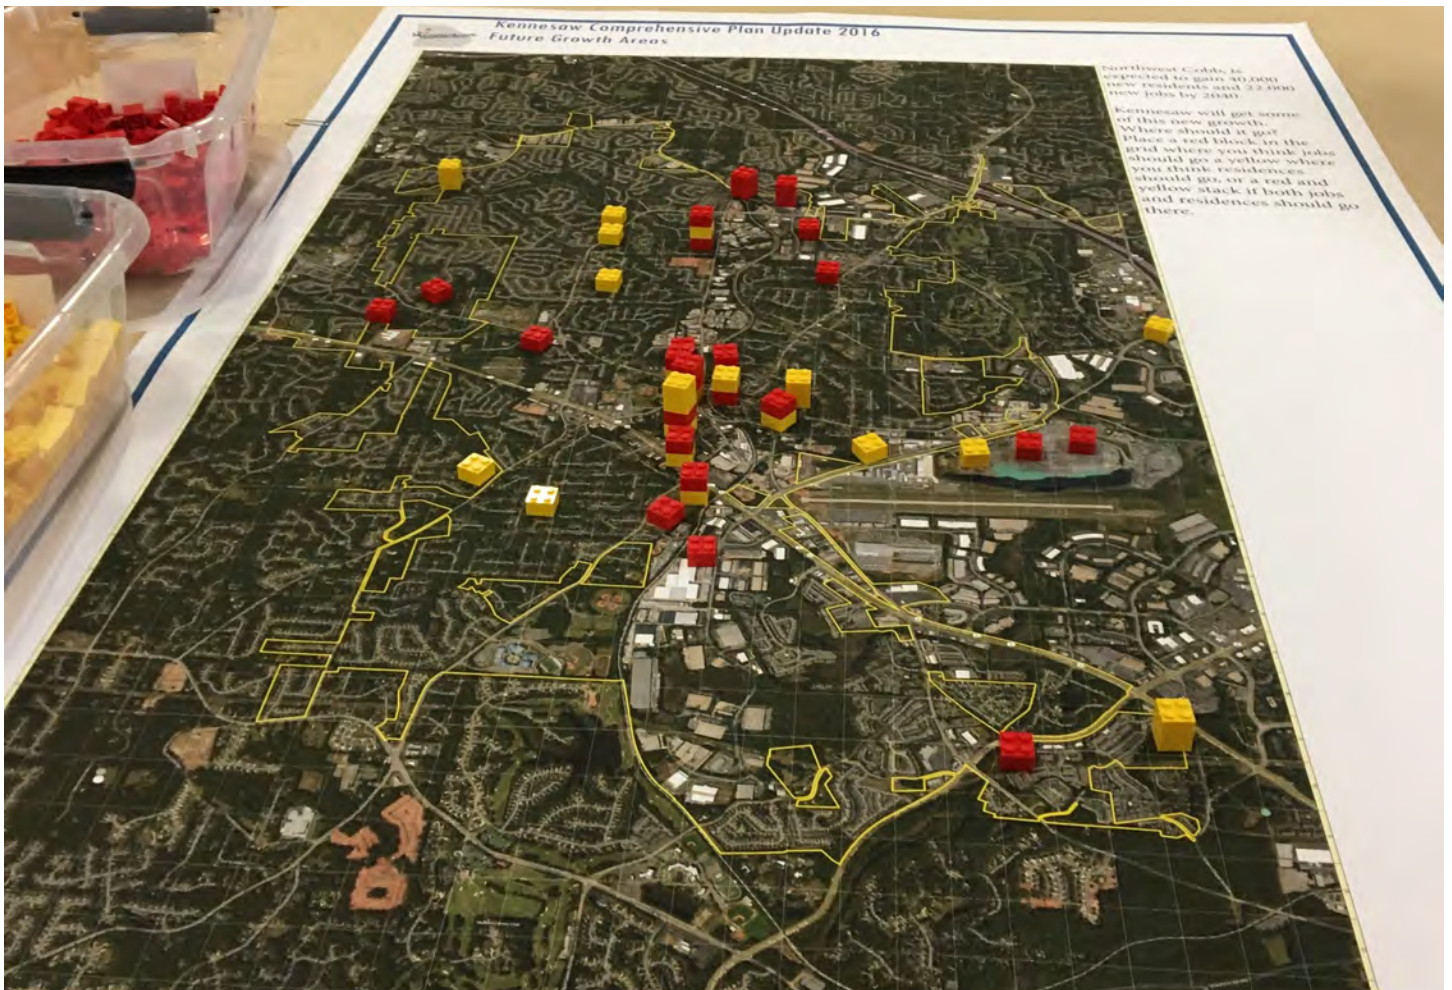 Kennesaw Comprehensive Plan Update 2016
Future Growth Areas
Northwest Cobb, is
expected to gain 40,000
new residents and 22,000
new jobs by 2040.
Kennesaw will get some
of this new growth.
Where should it go?
Place a red block in the
grid where you think jobs
should go a yellow where
you think residences
should go, or a red and
yellow stack if both jobs
and residences should go
there.